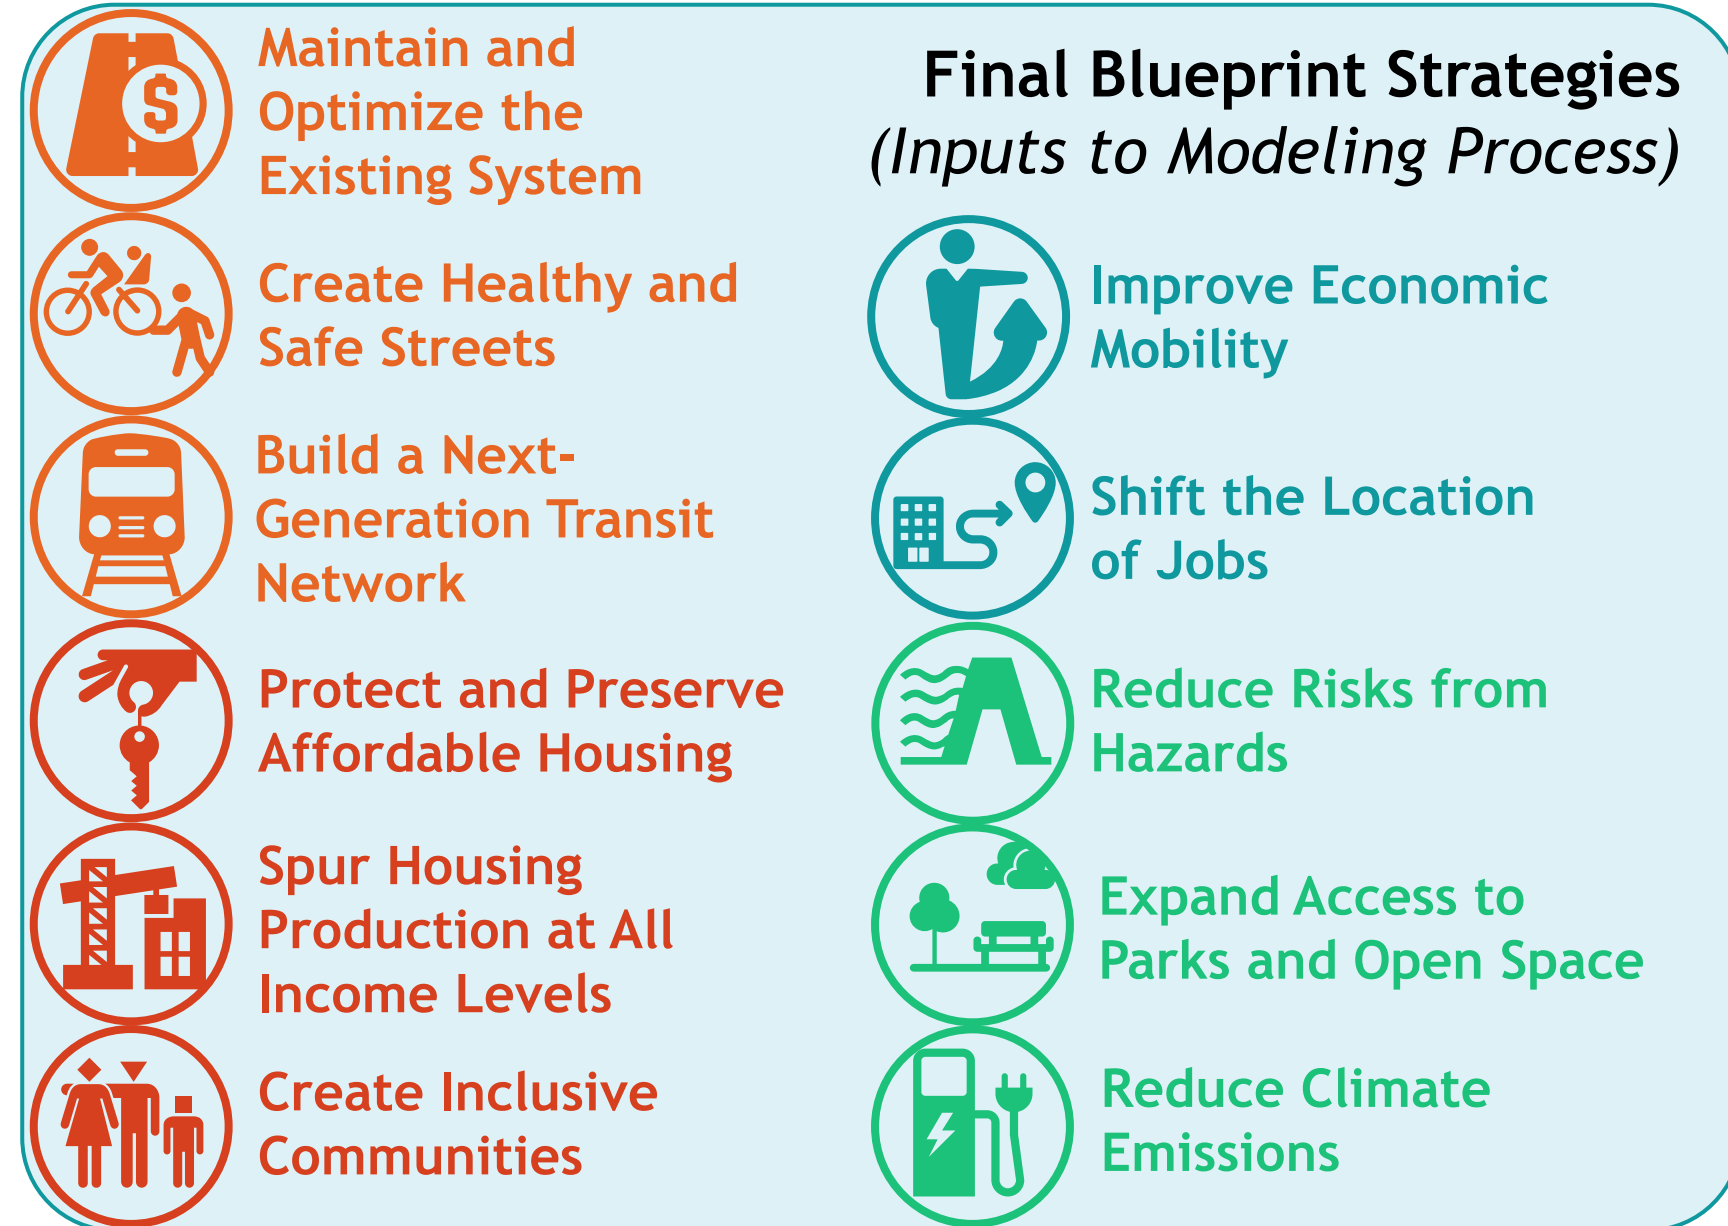 Maintain and
Optimize the
Existing System
Create Healthy and
Safe Streets
Build a Next-
Generation Transit
Network
Protect and Preserve
Affordable Housing
Spur Housing
Production at All
Income Levels
Create Inclusive
Communities
Final Blueprint Strategies
(Inputs to Modeling Process)
Improve Economic
Mobility
Shift the Location
of Jobs
Reduce Risks from
Hazards
Expand Access to
Parks and Open Space
Reduce Climate
Emissions